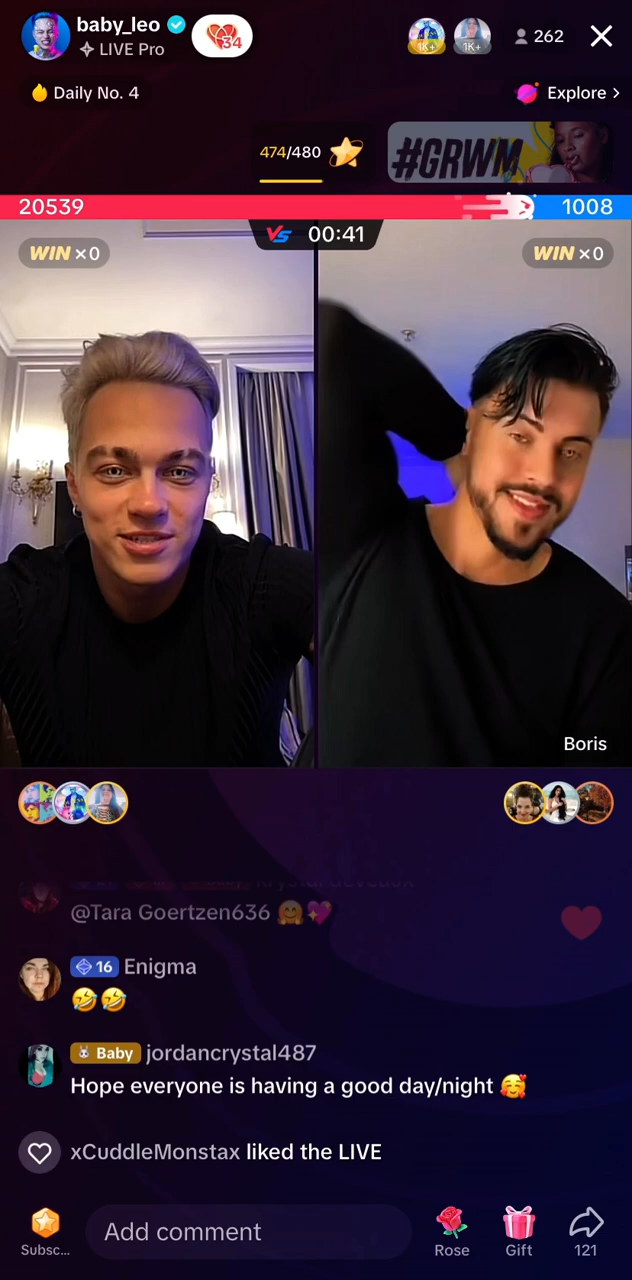 baby_leo
LIVE Pro
34
1K+
1K+
262
Daily No. 4
Explore >
474/480
#GRWM
20539
1008
VS 00:41
WIN ×0
WIN ×0
Boris
@Tara Goertzen636 🤗💖
16 Enigma
🤣🤣
Baby jordancrystal487
Hope everyone is having a good day/night 🥰
xCuddleMonstax liked the LIVE
Subsc...
Add comment
Rose
Gift
121